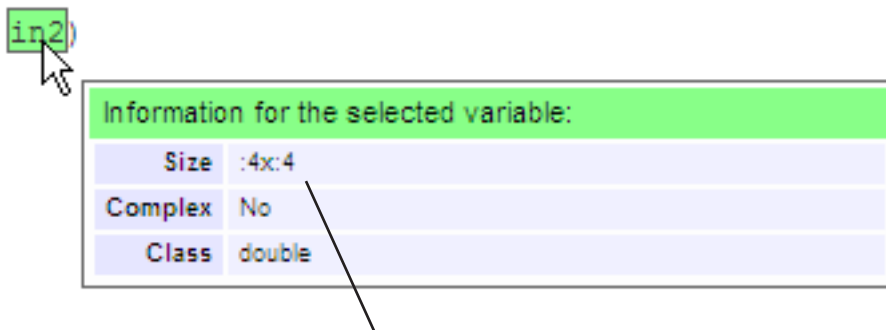 in2)
Information for the selected variable:
Size :4x:4
Complex No
Class double